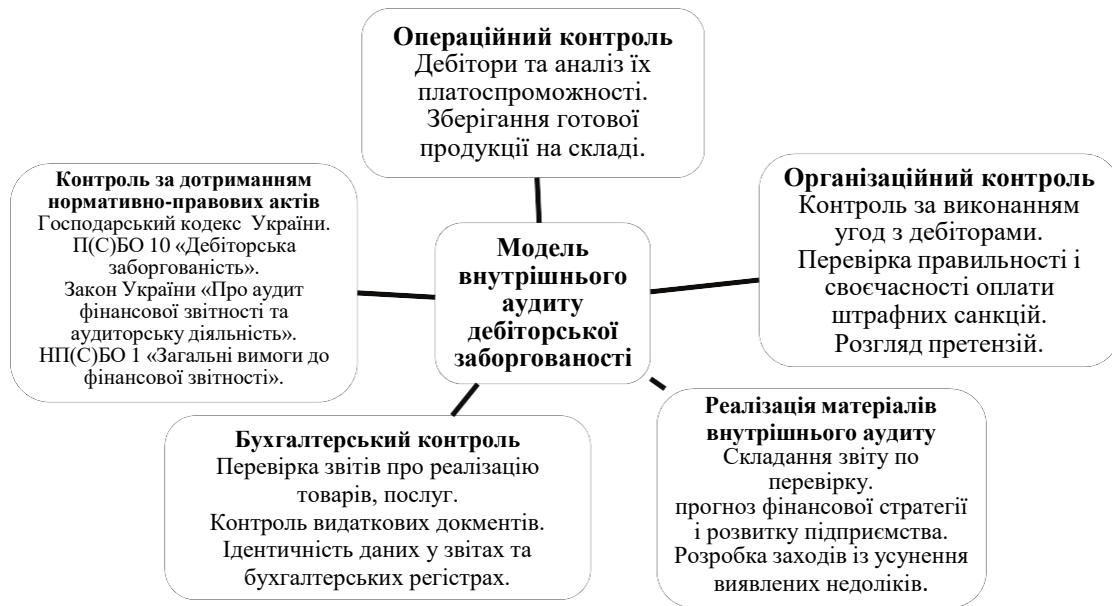 Операційний контроль
Дебітори та аналіз їх
платоспроможності.
Зберігання готової
продукції на складі.
Контроль за дотриманням
нормативно-правових актів
Господарський кодекс України.
П(С)БО 10 «Дебіторська
заборгованість».
Закон України «Про аудит
фінансової звітності та
аудиторську діяльність».
НП(С)БО 1 «Загальні вимоги до
фінансової звітності».
Модель
внутрішнього
аудиту
дебіторської
заборгованості
Організаційний контроль
Контроль за виконанням
угод з дебіторами.
Перевірка правильності і
своєчасності оплати
штрафних санкцій.
Розгляд претензій.
Бухгалтерський контроль
Перевірка звітів про реалізацію
товарів, послуг.
Контроль видаткових документів.
Ідентичність даних у звітах та
бухгалтерських регістрах.
Реалізація матеріалів
внутрішнього аудиту
Складання звіту по
перевірку.
прогноз фінансової стратегії
і розвитку підприємства.
Розробка заходів із усунення
виявлених недоліків.